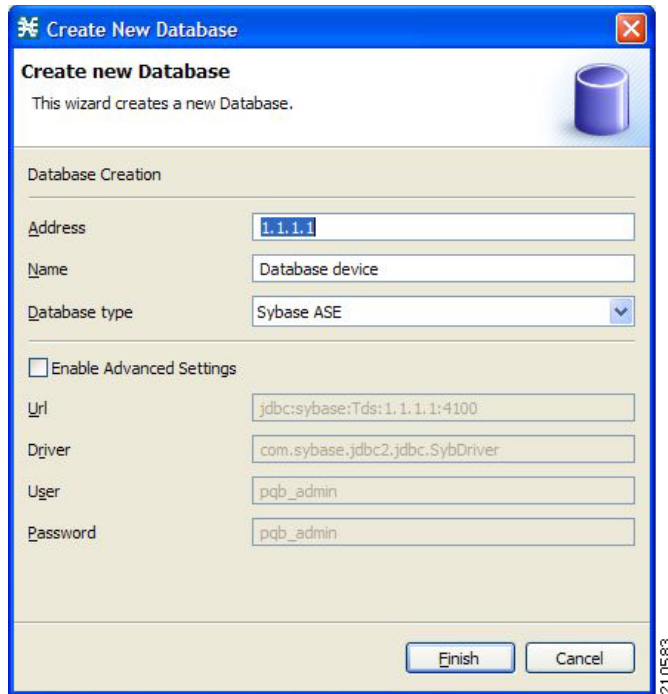 Create New Database
Create new Database
This wizard creates a new Database.
Database Creation
Address 1.1.1.1
Name Database device
Database type Sybase ASE
Enable Advanced Settings
Url jdbc:sybase:Tds:1.1.1.1:4100
Driver com.sybase.jdbc2.jdbc.SybDriver
User pqb_admin
Password pqb_admin
Finish Cancel
210583